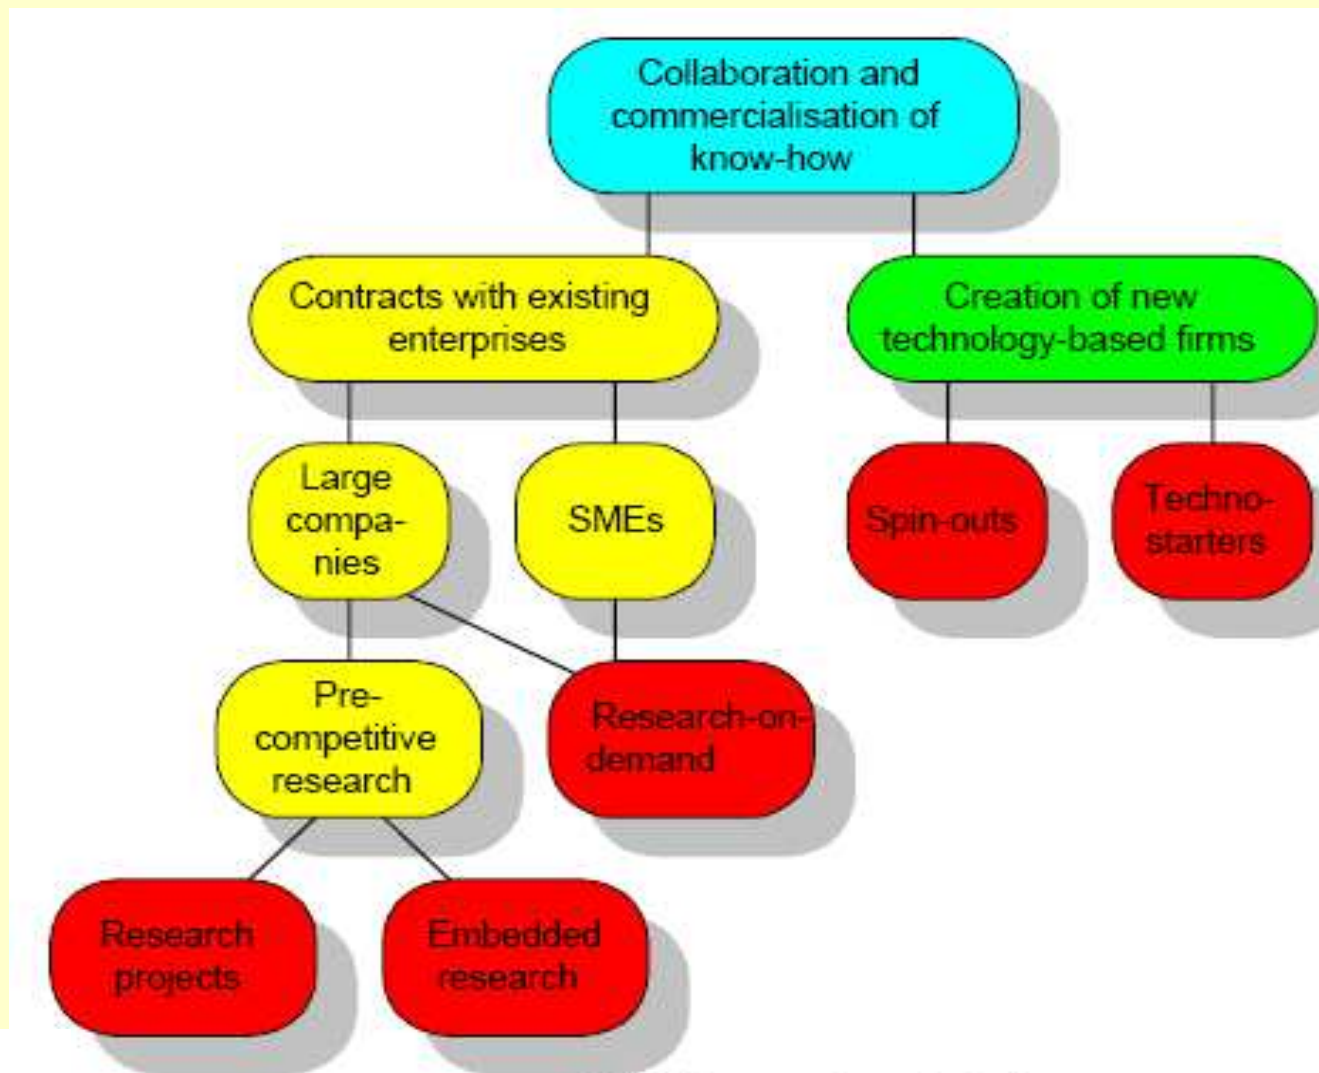 Collaboration and
commercialisation of
know-how
Contracts with existing
enterprises
Creation of new
technology-based firms
Large
compa-
nies
SMEs
Spin-outs
Techno-
starters
Pre-
competitive
research
Research-on-
demand
Research
projects
Embedded
research